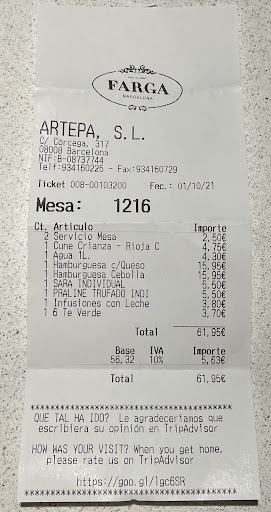 FARGA
BARCELONA
ARTEPA, S.L.
C/ Corcega, 317
08008 Barcelona
NIF:B-08737744
Telf:934160225 - Fax:934160729
Ticket 008-00103200 Fec.: 01/10/21
Mesa: 1216
Ct. Artículo Importe
2 Servicio Mesa 2,50€
1 Cune Crianza - Rioja C 4,75€
1 Agua 1L. 4,30€
1 Hamburguesa c/Queso 15,95€
1 Hamburguesa Cebolla 15,95€
1 SARA INDIVIDUAL 5,50€
1 PRALINE TRUFADO INDI 5,50€
1 Infusiones con Leche 3,80€
1 6 Te Verde 3,70€
Total 61,95€
Base IVA Importe
56,32 10% 5,63€
Total 61,95€
****************************************
QUE TAL HA IDO? Le agradeceriamos que
escribiera su opinión en TripAdvisor
HOW WAS YOUR VISIT? When you get home,
please rate us on TripAdvisor
https://goo.gl/lgc6SR
****************************************